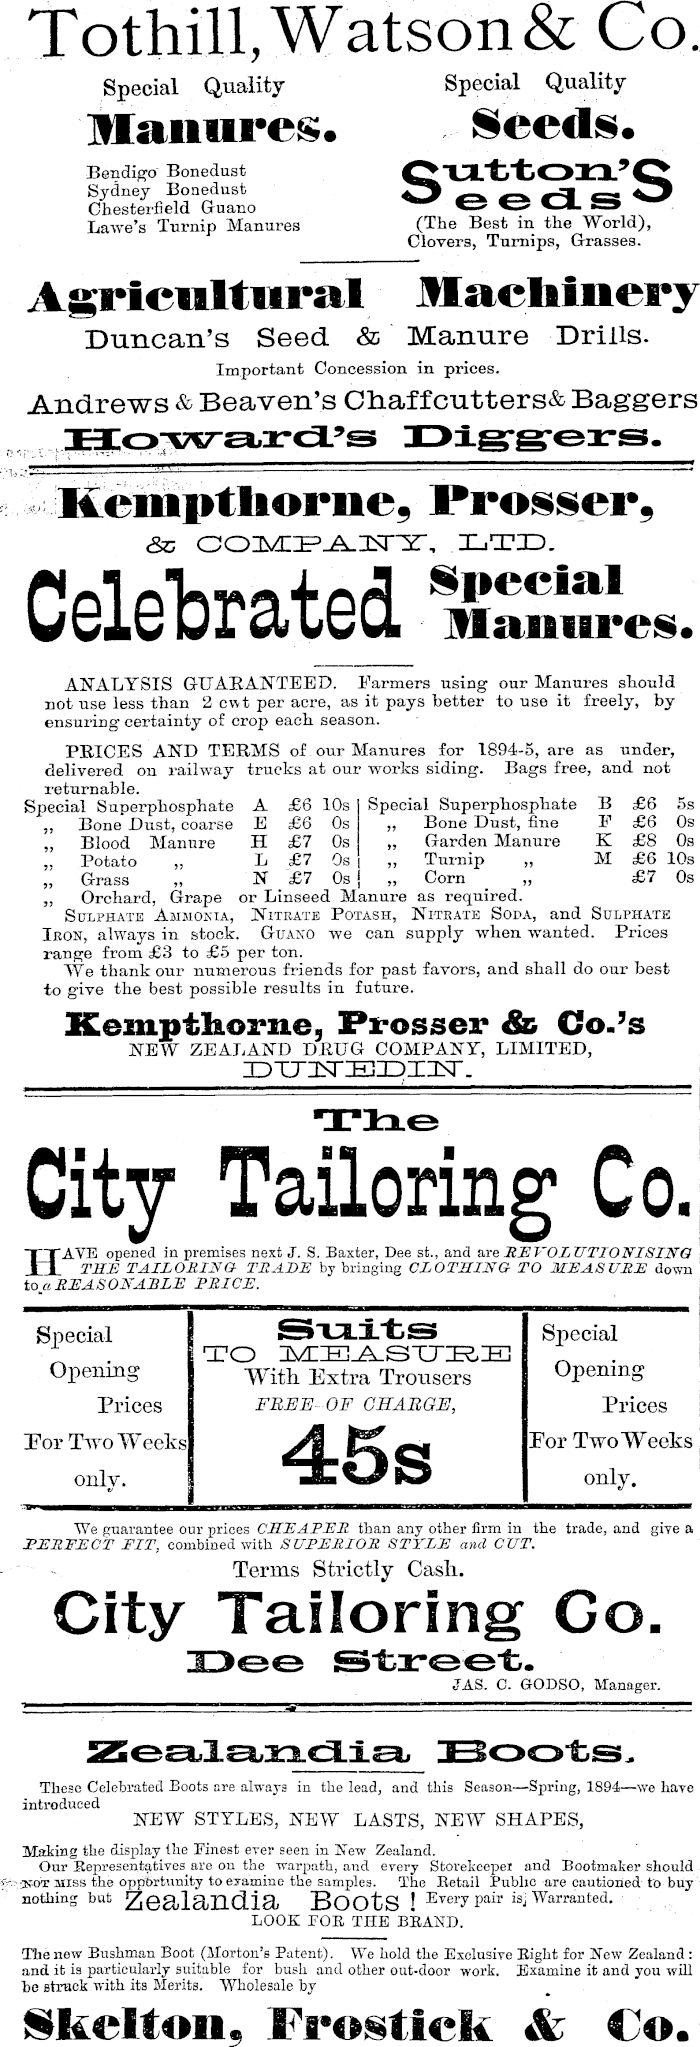 Tothill, Watson & Co.
Special Quality
Manures.
Bendigo Bonedust
Sydney Bonedust
Chesterfield Guano
Lawe's Turnip Manures
Special Quality
Seeds.
Sutton's
Seeds
(The Best in the World),
Clovers, Turnips, Grasses.
Agricultural Machinery
Duncan's Seed & Manure Drills.
Important Concession in prices.
Andrews & Beaven's Chaffcutters & Baggers
Howard's Diggers.
Kempthorne, Prosser,
& COMPANY, LTD.
Celebrated Special
Manures.
ANALYSIS GUARANTEED. Farmers using our Manures should
not use less than 2 cwt per acre, as it pays better to use it freely, by
ensuring certainty of crop each season.
PRICES AND TERMS of our Manures for 1894-5, are as under,
delivered on railway trucks at our works siding. Bags free, and not
returnable.
Special Superphosphate A £6 10s | Special Superphosphate B £6 5s
„ Bone Dust, coarse E £6 0s | „ Bone Dust, fine F £6 0s
„ Blood Manure H £7 0s | „ Garden Manure K £8 0s
„ Potato „ L £7 0s | „ Turnip „ M £6 10s
„ Grass „ N £7 0s | „ Corn „ £7 0s
„ Orchard, Grape or Linseed Manure as required.
SULPHATE AMMONIA, NITRATE POTASH, NITRATE SODA, and SULPHATE
IRON, always in stock. GUANO we can supply when wanted. Prices
range from £3 to £5 per ton.
We thank our numerous friends for past favors, and shall do our best
to give the best possible results in future.
Kempthorne, Prosser & Co.'s
NEW ZEALAND DRUG COMPANY, LIMITED,
DUNEDIN.
The
City Tailoring Co.
HAVE opened in premises next J. S. Baxter, Dee st., and are REVOLUTIONISING
THE TAILORING TRADE by bringing CLOTHING TO MEASURE down
to a REASONABLE PRICE.
Special
Opening
Prices
For Two Weeks
only.
Suits
TO MEASURE
With Extra Trousers
FREE OF CHARGE,
45s
Special
Opening
Prices
For Two Weeks
only.
We guarantee our prices CHEAPER than any other firm in the trade, and give a
PERFECT FIT, combined with SUPERIOR STYLE and CUT.
Terms Strictly Cash.
City Tailoring Co.
Dee Street.
JAS. C. GODSO, Manager.
Zealandia Boots.
These Celebrated Boots are always in the lead, and this Season—Spring, 1894—we have
introduced
NEW STYLES, NEW LASTS, NEW SHAPES,
Making the display the Finest ever seen in New Zealand.
Our Representatives are on the warpath, and every Storekeeper and Bootmaker should
NOT MISS the opportunity to examine the samples. The Retail Public are cautioned to buy
nothing but Zealandia Boots! Every pair is Warranted.
LOOK FOR THE BRAND.
The new Bushman Boot (Morton's Patent). We hold the Exclusive Right for New Zealand:
and it is particularly suitable for bush and other out-door work. Examine it and you will
be struck with its Merits. Wholesale by
Skelton, Frostick & Co.